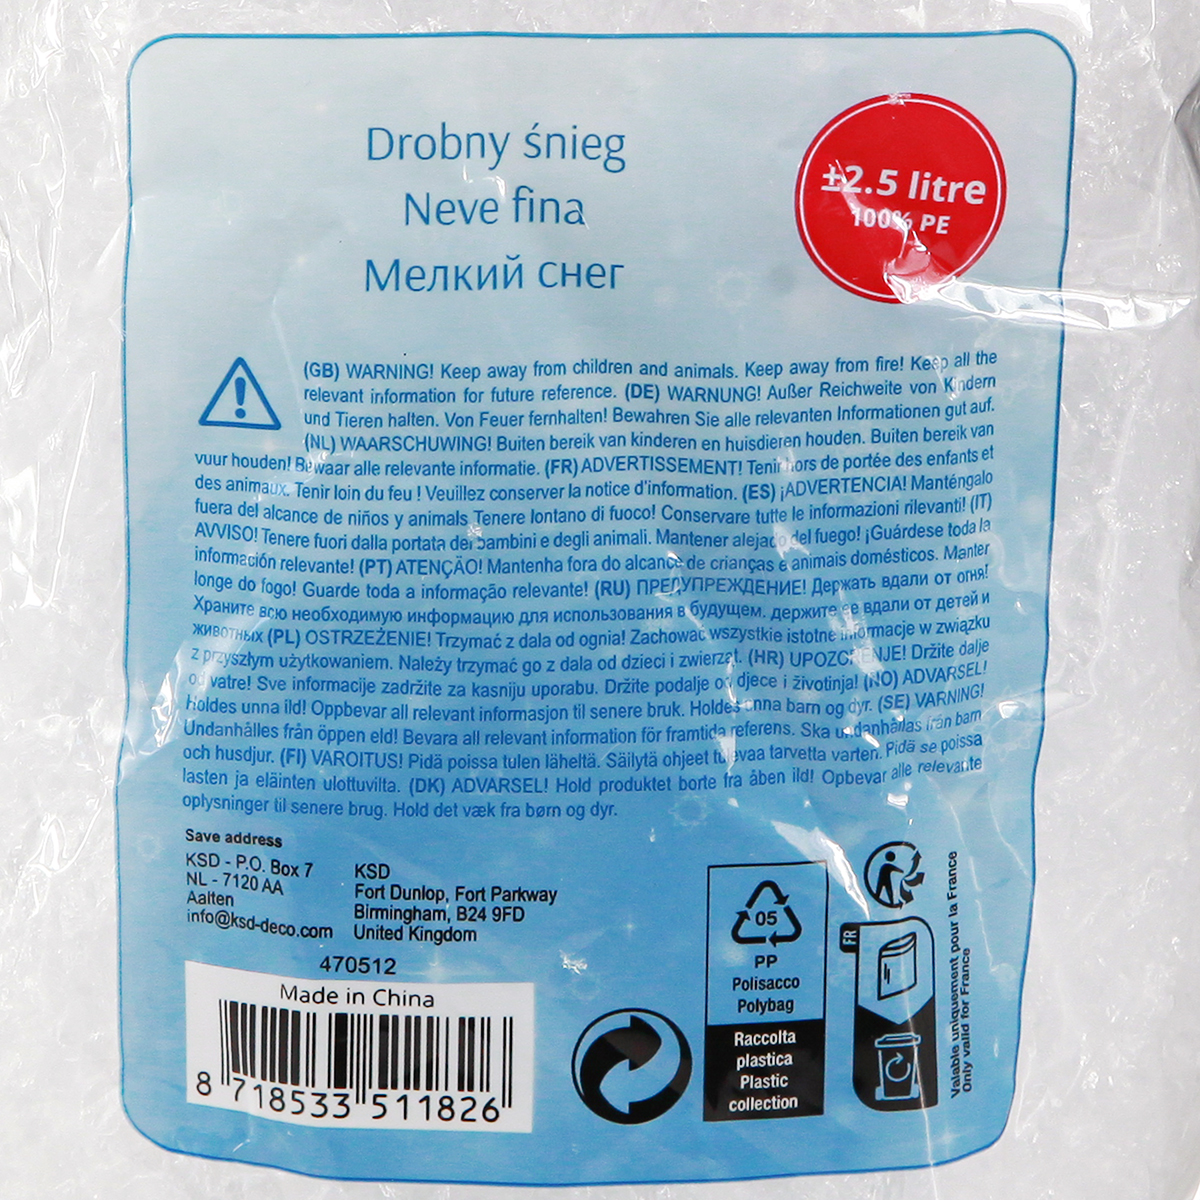 Drobny śnieg
Neve fina
Мелкий снег
±2.5 litre
100% PE
(GB) WARNING! Keep away from children and animals. Keep away from fire! Keep all the
relevant information for future reference. (DE) WARNUNG! Außer Reichweite von Kindern
und Tieren halten. Von Feuer fernhalten! Bewahren Sie alle relevanten Informationen gut auf.
(NL) WAARSCHUWING! Buiten bereik van kinderen en huisdieren houden. Buiten bereik van
vuur houden! Bewaar alle relevante informatie. (FR) ADVERTISSEMENT! Tenir hors de portée des enfants et
des animaux. Tenir loin du feu ! Veuillez conserver la notice d'information. (ES) ¡ADVERTENCIA! Manténgalo
fuera del alcance de niños y animals Tenere lontano di fuoco! Conservare tutte le informazioni rilevanti! (IT)
AVVISO! Tenere fuori dalla portata dei bambini e degli animali. Mantener alejado del fuego! ¡Guárdese toda la
información relevante! (PT) ATENÇÃO! Mantenha fora do alcance de crianças e animais domésticos. Manter
longe do fogo! Guarde toda a informação relevante! (RU) ПРЕДУПРЕЖДЕНИЕ! Держать вдали от огня!
Храните всю необходимую информацию для использования в будущем. держите ее вдали от детей и
животных (PL) OSTRZEŻENIE! Trzymać z dala od ognia! Zachować wszystkie istotne informacje w związku
z przyszłym użytkowaniem. Należy trzymać go z dala od dzieci i zwierząt. (HR) UPOZORENJE! Držite dalje
od vatre! Sve informacije zadržite za kasniju uporabu. Držite podalje od djece i životinja! (NO) ADVARSEL!
Holdes unna ild! Oppbevar all relevant informasjon til senere bruk. Holdes unna barn og dyr. (SE) VARNING!
Undanhålles från öppen eld! Bevara all relevant information för framtida referens. Ska undanhållas från barn
och husdjur. (FI) VAROITUS! Pidä poissa tulen läheltä. Säilytä ohjeet tulevaa tarvetta varten. Pidä se poissa
lasten ja eläinten ulottuvilta. (DK) ADVARSEL! Hold produktet borte fra åben ild! Opbevar alle relevante
oplysninger til senere brug. Hold det væk fra børn og dyr.
Save address
KSD - P.O. Box 7
NL - 7120 AA
Aalten
info@ksd-deco.com
KSD
Fort Dunlop, Fort Parkway
Birmingham, B24 9FD
United Kingdom
470512
Made in China
8 718533 511826
05
PP
Polisacco
Polybag
Raccolta
plastica
Plastic
collection
FR
Valable uniquement pour la France
Only valid for France